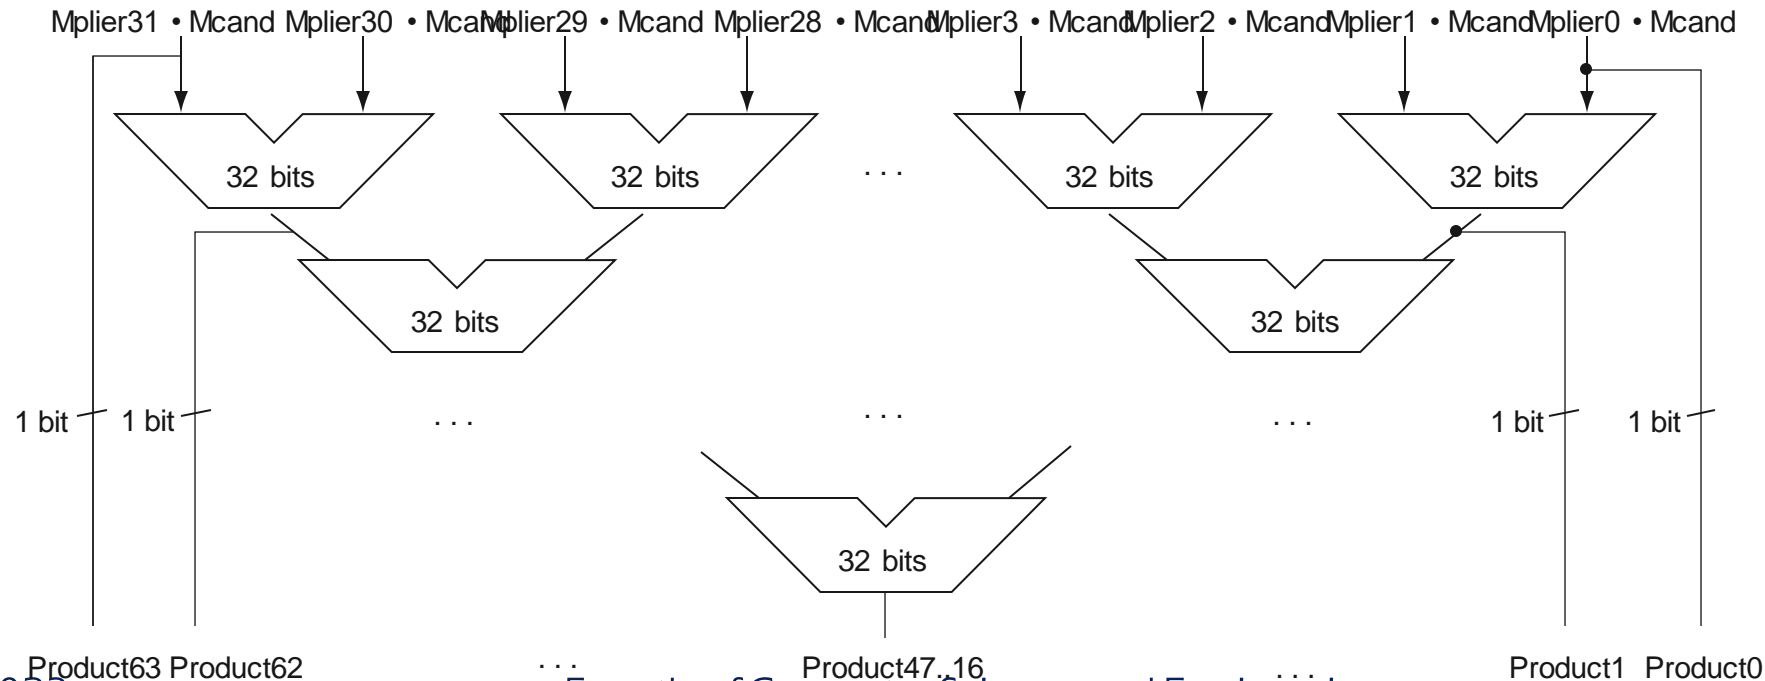 Mplier31 • Mcand Mplier30 • Mcand Mplier29 • Mcand Mplier28 • Mcand Mplier3 • Mcand Mplier2 • Mcand Mplier1 • Mcand Mplier0 • Mcand
32 bits 32 bits . . . 32 bits 32 bits
32 bits 32 bits
1 bit 1 bit . . . . . . . . . 1 bit 1 bit
32 bits
Product63 Product62 . . . Product47..16 . . . Product1 Product0